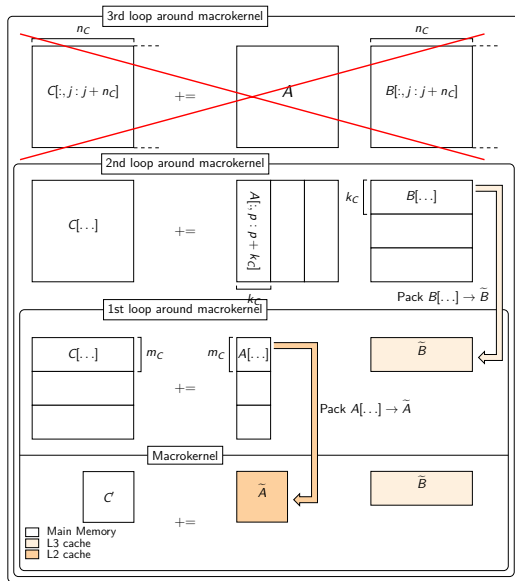 3rd loop around macrokernel
n_C n_C
C[:, j : j + n_C] += A B[:, j : j + n_C]
2nd loop around macrokernel
C[...] += A[:, p : p + k_C] k_C B[...]
k_C
Pack B[...] → B̃
1st loop around macrokernel
C[...] m_C += m_C A[...] B̃
Pack A[...] → Ã
Macrokernel
C′ += Ã B̃
Main Memory
L3 cache
L2 cache